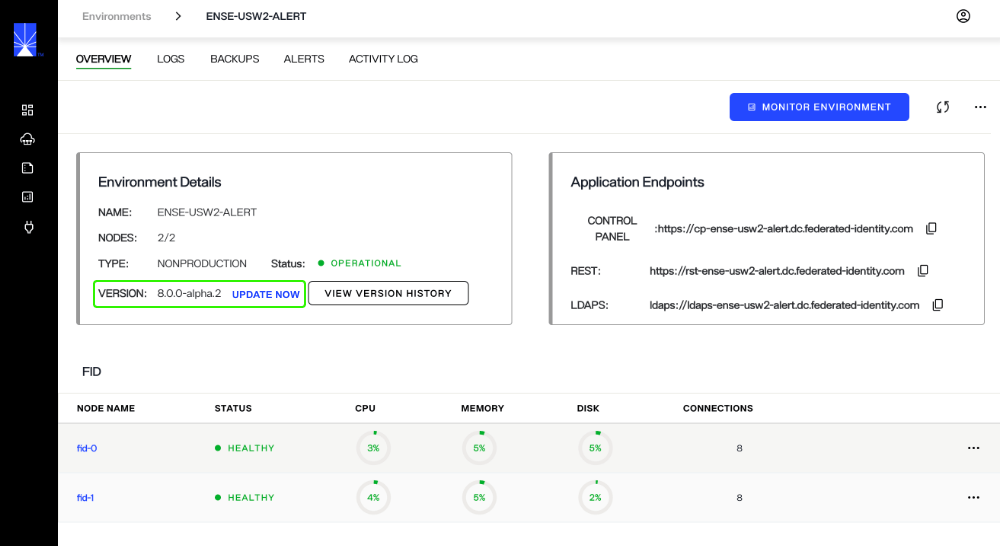 Environments > ENSE-USW2-ALERT
OVERVIEW LOGS BACKUPS ALERTS ACTIVITY LOG
MONITOR ENVIRONMENT
Environment Details
NAME: ENSE-USW2-ALERT
NODES: 2/2
TYPE: NONPRODUCTION Status: OPERATIONAL
VERSION: 8.0.0-alpha.2 UPDATE NOW VIEW VERSION HISTORY
Application Endpoints
CONTROL
PANEL :https://cp-ense-usw2-alert.dc.federated-identity.com
REST: https://rst-ense-usw2-alert.dc.federated-identity.com
LDAPS: ldaps://ldaps-ense-usw2-alert.dc.federated-identity.com
FID
NODE NAME STATUS CPU MEMORY DISK CONNECTIONS
fid-0 HEALTHY 3% 5% 5% 8
fid-1 HEALTHY 4% 5% 2% 8